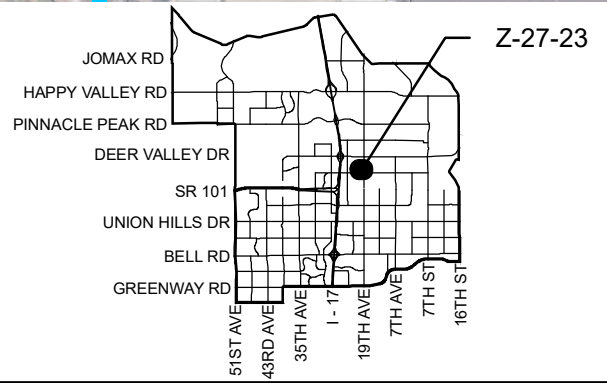 Z-27-23
JOMAX RD
HAPPY VALLEY RD
PINNACLE PEAK RD
DEER VALLEY DR
SR 101
UNION HILLS DR
BELL RD
GREENWAY RD
51ST AVE
43RD AVE
35TH AVE
I - 17
19TH AVE
7TH AVE
7TH ST
16TH ST